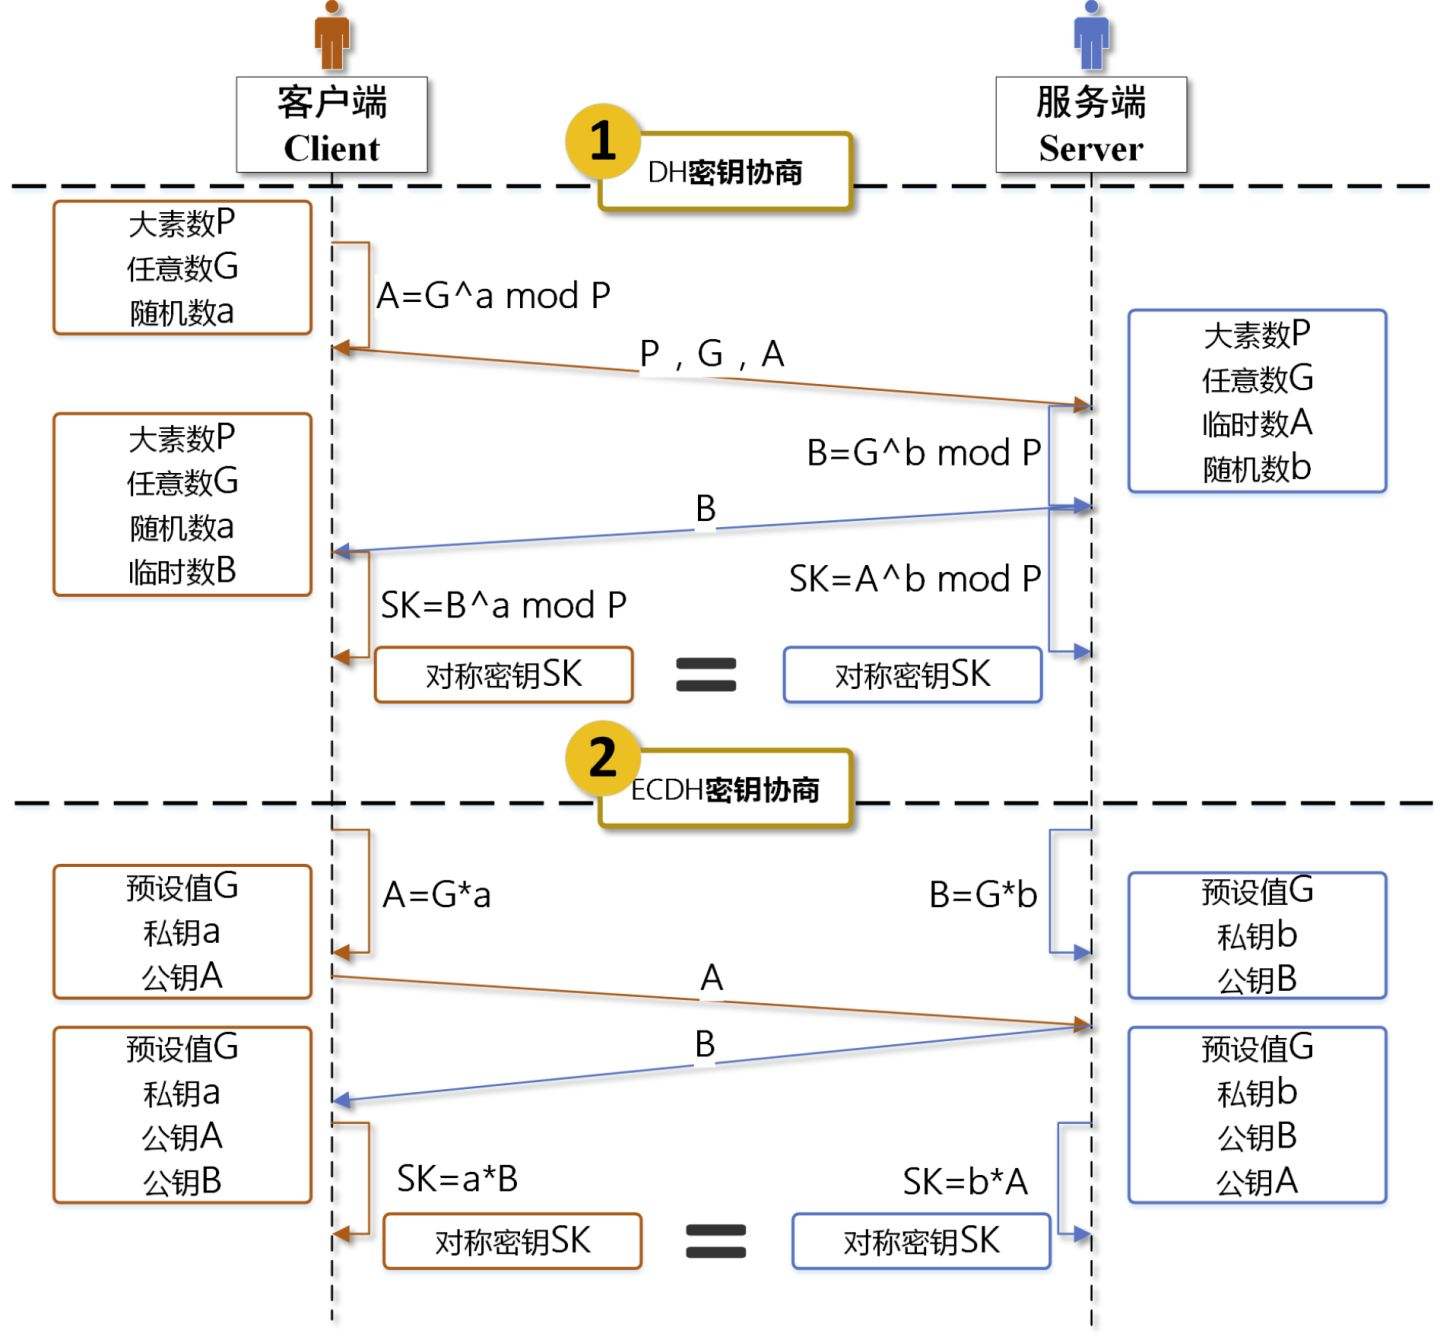 客户端
Client
服务端
Server
1
DH密钥协商
大素数P
任意数G
随机数a
A=G^a mod P
P，G，A
大素数P
任意数G
临时数A
随机数b
B=G^b mod P
大素数P
任意数G
随机数a
临时数B
B
SK=A^b mod P
SK=B^a mod P
对称密钥SK
=
对称密钥SK
2
ECDH密钥协商
预设值G
私钥a
公钥A
A=G*a
B=G*b
预设值G
私钥b
公钥B
A
B
预设值G
私钥a
公钥A
公钥B
预设值G
私钥b
公钥B
公钥A
SK=a*B
SK=b*A
对称密钥SK
=
对称密钥SK